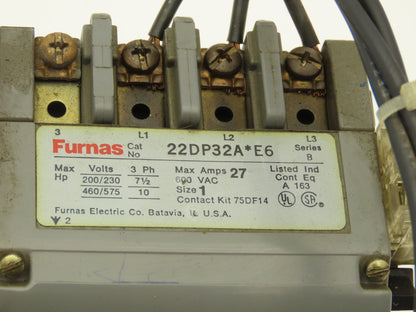 3 L1 L2 L3
Furnas Cat No 22DP32A*E6 Series B
Max Hp Volts 3 Ph Max Amps 27 Listed Ind
200/230 7½ 600 VAC Cont Eq
460/575 10 Size 1 A 163
Contact Kit 75DF14 UL SA
Furnas Electric Co. Batavia, IL U.S.A.
2